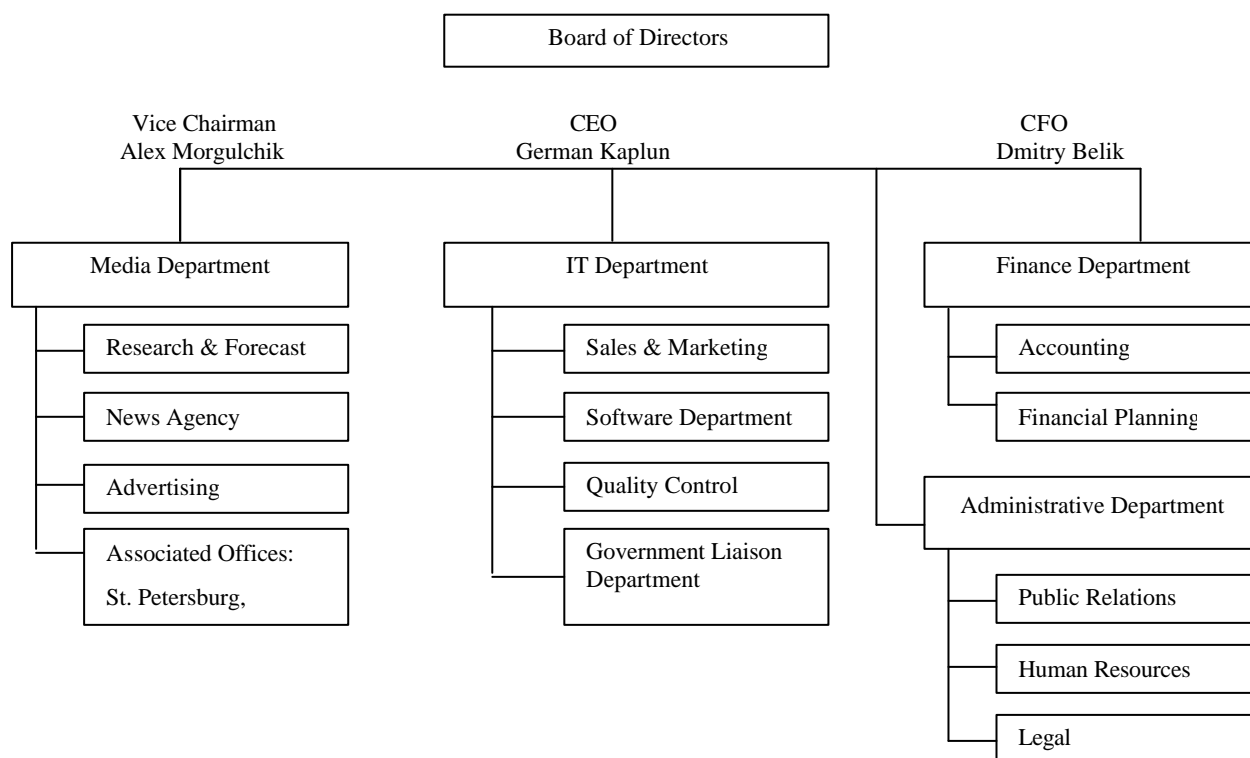 Board of Directors
Vice Chairman
Alex Morgulchik
CEO
German Kaplun
CFO
Dmitry Belik
Media Department
Research & Forecast
News Agency
Advertising
Associated Offices:
St. Petersburg,
IT Department
Sales & Marketing
Software Department
Quality Control
Government Liaison
Department
Finance Department
Accounting
Financial Planning
Administrative Department
Public Relations
Human Resources
Legal